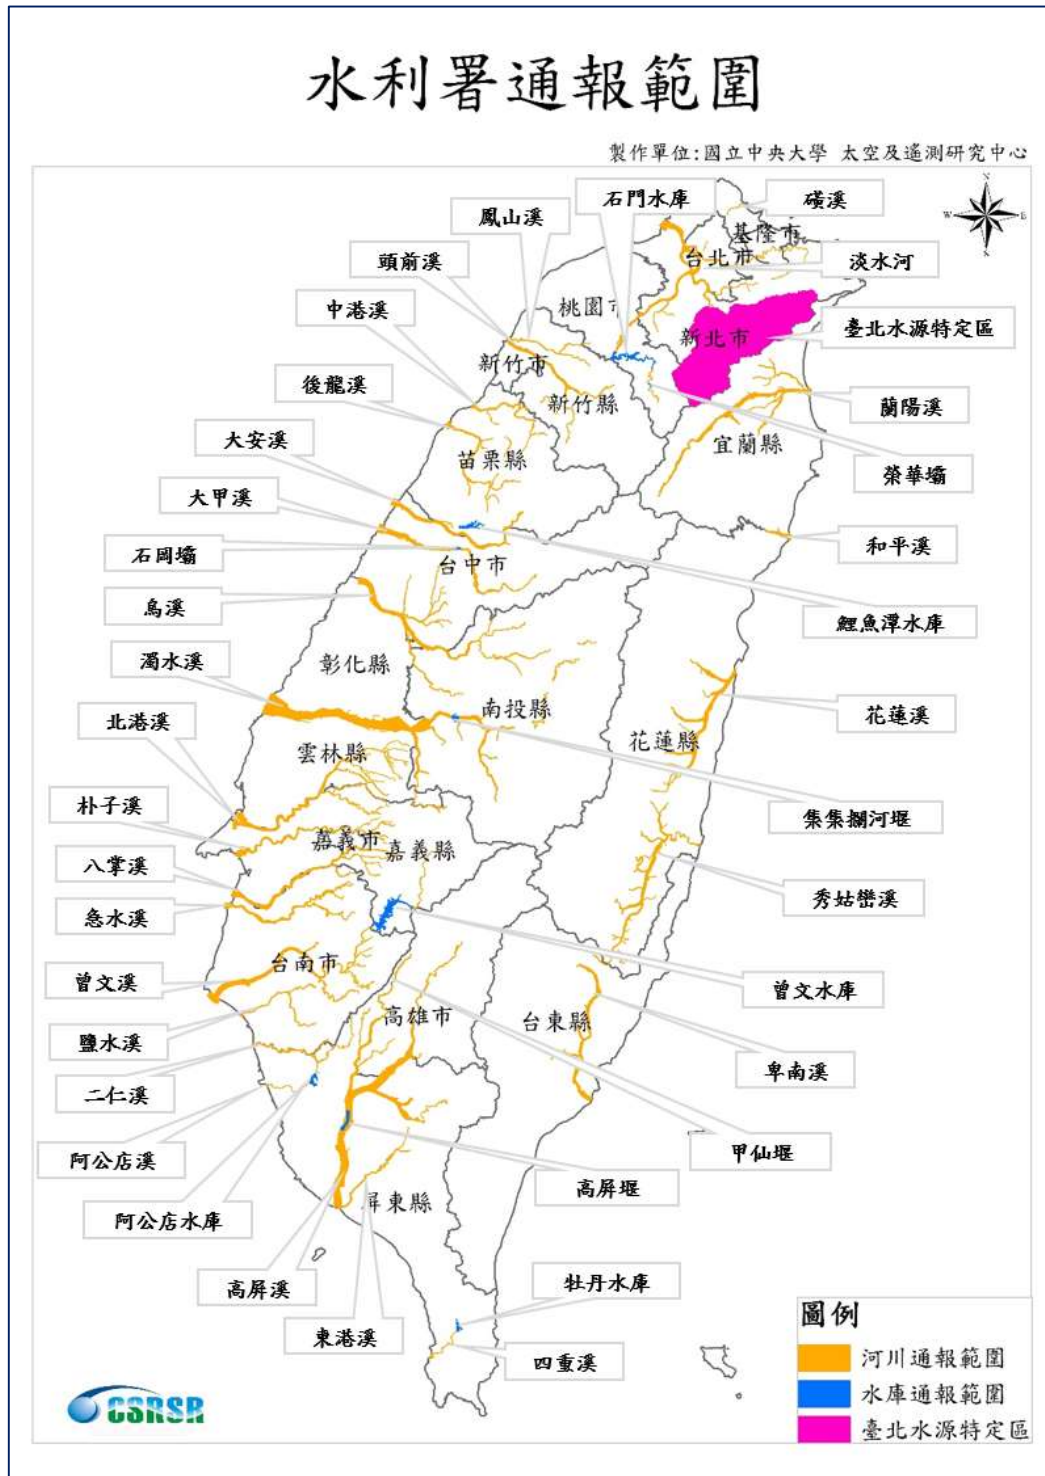 水利署通報範圍
製作單位:國立中央大學 太空及遙測研究中心
石門水庫
磺溪
鳳山溪
基隆市
台北市
淡水河
頭前溪
中港溪
桃園市
新北市
臺北水源特定區
新竹市
後龍溪
新竹縣
蘭陽溪
大安溪
苗栗縣
宜蘭縣
榮華壩
大甲溪
石岡壩
台中市
和平溪
烏溪
鯉魚潭水庫
濁水溪
彰化縣
南投縣
花蓮溪
北港溪
雲林縣
花蓮縣
朴子溪
集集攔河堰
嘉義市
嘉義縣
八掌溪
秀姑巒溪
急水溪
台南市
曾文溪
曾文水庫
高雄市
台東縣
鹽水溪
卑南溪
二仁溪
阿公店溪
甲仙堰
高屏堰
屏東縣
阿公店水庫
高屏溪
牡丹水庫
東港溪
四重溪
圖例
河川通報範圍
水庫通報範圍
臺北水源特定區
CSRSR
N
W
E
S